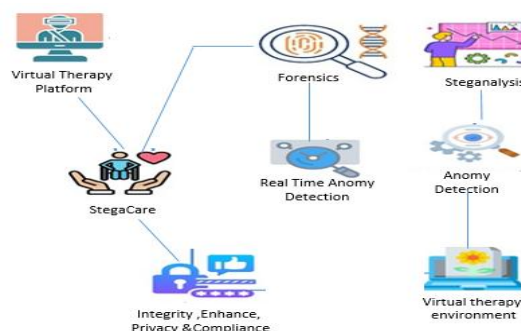 Virtual Therapy
Platform
Forensics
Steganalysis
StegaCare
Real Time Anomy
Detection
Anomy
Detection
Integrity ,Enhance,
Privacy &Compliance
Virtual therapy
environment